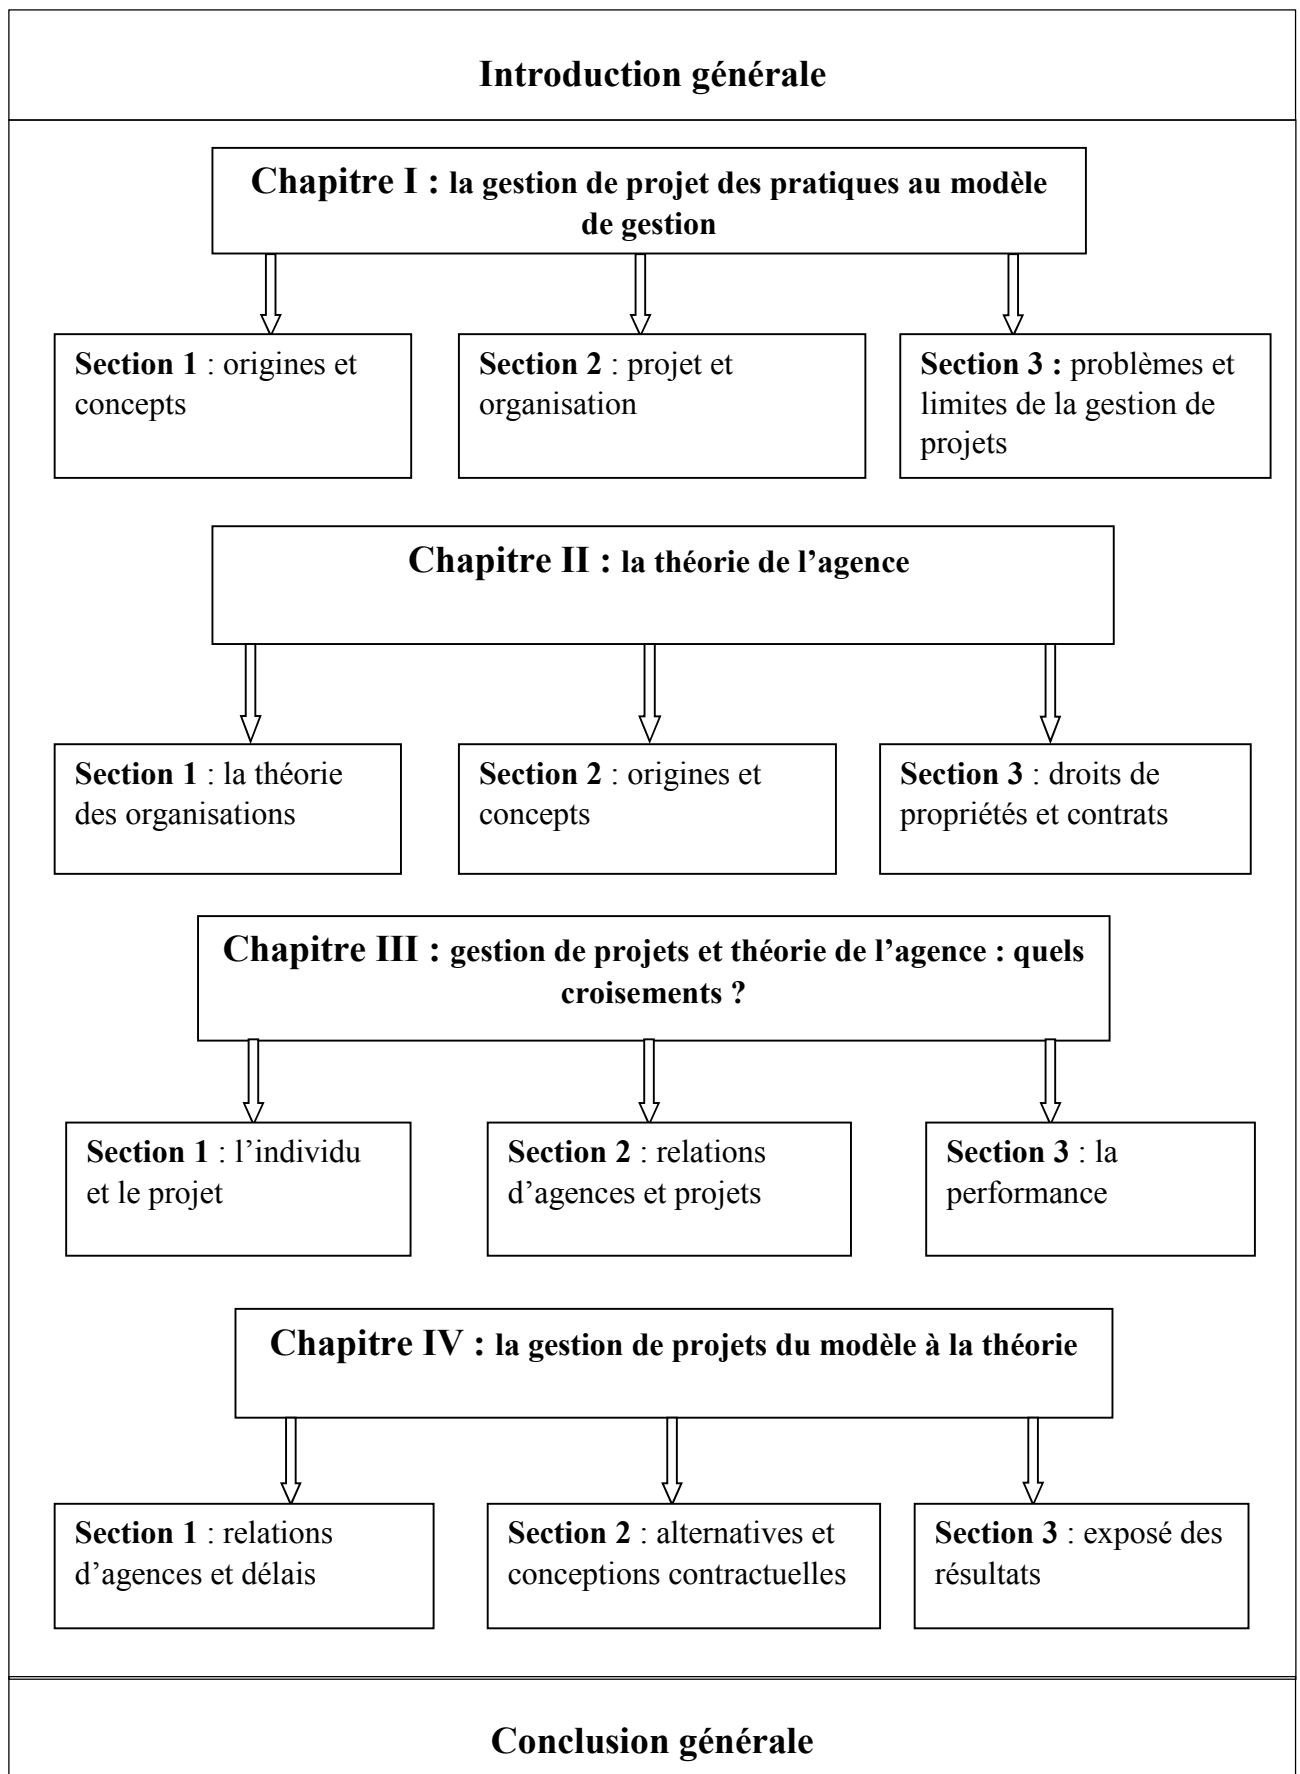 Introduction générale
Chapitre I : la gestion de projet des pratiques au modèle
de gestion
Section 1 : origines et
concepts
Section 2 : projet et
organisation
Section 3 : problèmes et
limites de la gestion de
projets
Chapitre II : la théorie de l’agence
Section 1 : la théorie
des organisations
Section 2 : origines et
concepts
Section 3 : droits de
propriétés et contrats
Chapitre III : gestion de projets et théorie de l’agence : quels
croisements ?
Section 1 : l’individu
et le projet
Section 2 : relations
d’agences et projets
Section 3 : la
performance
Chapitre IV : la gestion de projets du modèle à la théorie
Section 1 : relations
d’agences et délais
Section 2 : alternatives et
conceptions contractuelles
Section 3 : exposé des
résultats
Conclusion générale